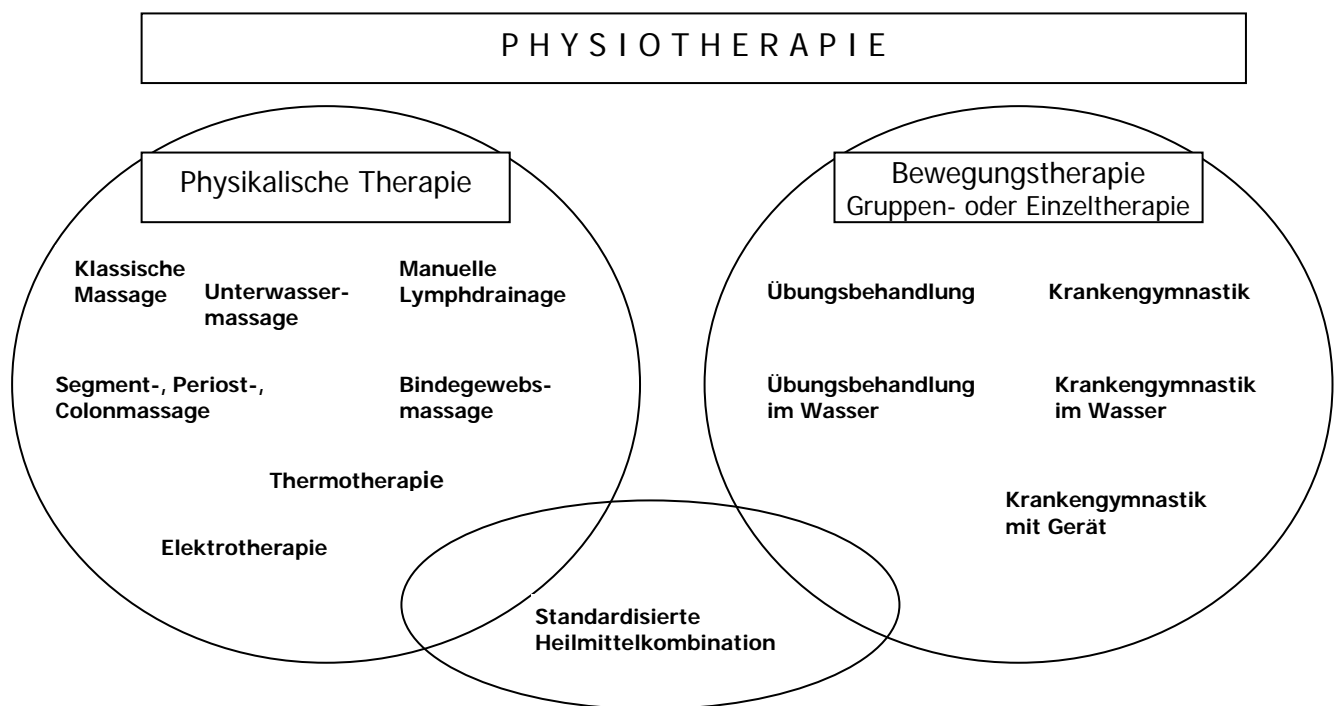 PHYSIOTHERAPIE
Physikalische Therapie
Klassische
Massage
Unterwasser-
massage
Manuelle
Lymphdrainage
Segment-, Periost-,
Colonmassage
Bindegewebs-
massage
Thermotherapie
Elektrotherapie
Bewegungstherapie
Gruppen- oder Einzeltherapie
Übungsbehandlung
Krankengymnastik
Übungsbehandlung
im Wasser
Krankengymnastik
im Wasser
Krankengymnastik
mit Gerät
Standardisierte
Heilmittelkombination